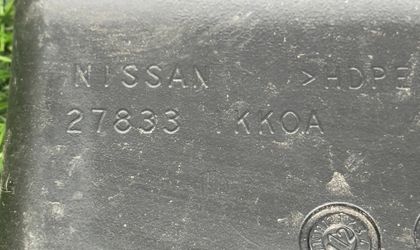 NISSAN >HDPE
27833 KK0A